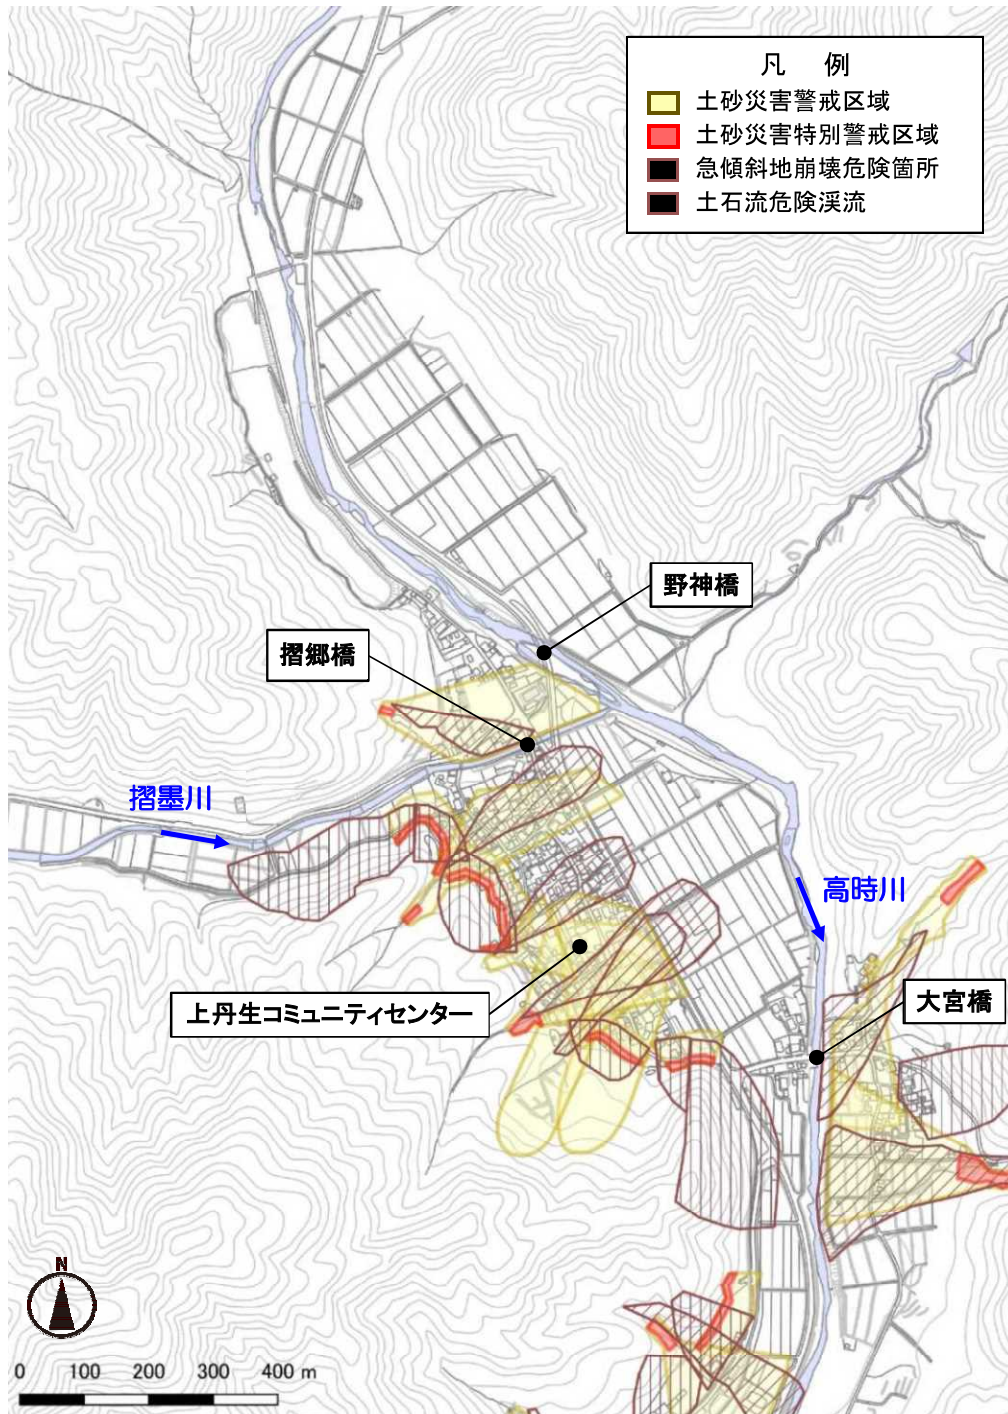 凡 例
土砂災害警戒区域
土砂災害特別警戒区域
急傾斜地崩壊危険箇所
土石流危険渓流
野神橋
摺郷橋
摺墨川
高時川
大宮橋
上丹生コミュニティセンター
N
0 100 200 300 400 m